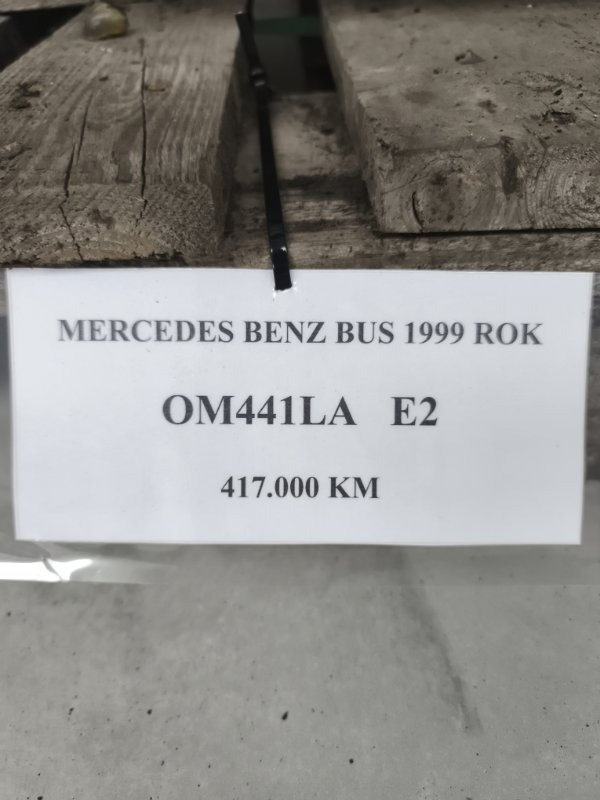 MERCEDES BENZ BUS 1999 ROK
OM441LA E2
417.000 KM